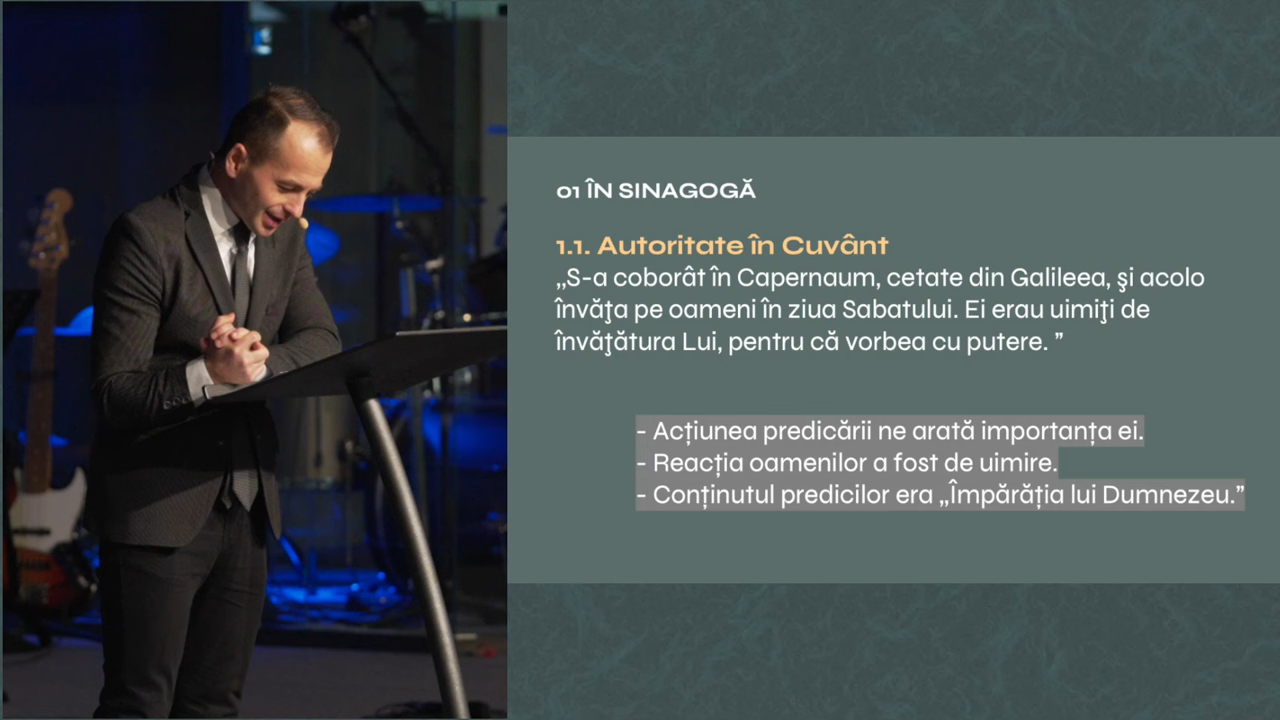 01 ÎN SINAGOGĂ
1.1. Autoritate în Cuvânt
„S-a coborât în Capernaum, cetate din Galileea, şi acolo
învăţa pe oameni în ziua Sabatului. Ei erau uimiţi de
învăţătura Lui, pentru că vorbea cu putere. ”
- Acțiunea predicării ne arată importanța ei.
- Reacția oamenilor a fost de uimire.
- Conținutul predicilor era „Împărăția lui Dumnezeu.”